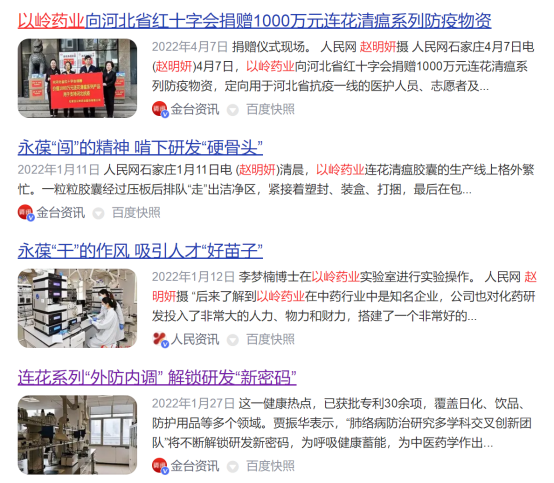 以岭药业向河北省红十字会捐赠1000万元连花清瘟系列防疫物资
2022年4月7日 捐赠仪式现场。 人民网 赵明妍摄 人民网石家庄4月7日电
(赵明妍)4月7日，以岭药业向河北省红十字会捐赠1000万元连花清瘟系
列防疫物资，定向用于河北省抗疫一线的医护人员、志愿者及...
金台资讯 百度快照
永葆“闯”的精神 啃下研发“硬骨头”
2022年1月11日 人民网石家庄1月11日电 (赵明妍)清晨，以岭药业连花清瘟胶囊的生产线上格外繁
忙。一粒粒胶囊经过压板后排队“走”出洁净区，紧接着塑封、装盒、打捆，最后在包...
金台资讯 百度快照
永葆“干”的作风 吸引人才“好苗子”
2022年1月12日 李梦楠博士在以岭药业实验室进行实验操作。 人民网 赵
明妍摄 “后来了解到以岭药业在中药行业中是知名企业，公司也对化药研
发投入了非常大的人力、物力和财力，搭建了一个非常好的...
人民资讯 百度快照
连花系列“外防内调” 解锁研发“新密码”
2022年1月27日 这一健康热点，已获批专利30余项，覆盖日化、饮品、
防护用品等多个领域。贾振华表示，“肺络病防治研究多学科交叉创新团
队”将不断解锁研发新密码，为呼吸健康蓄能，为中医药学作出...
金台资讯 百度快照